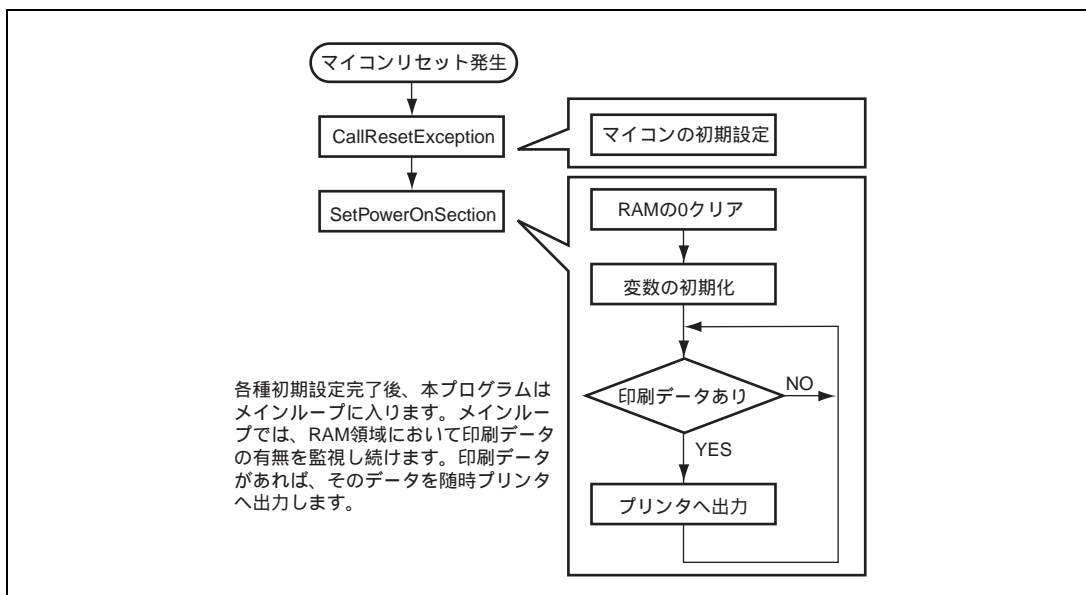 マイコンリセット発生
CallResetException
マイコンの初期設定
SetPowerOnSection
RAMの0クリア
変数の初期化
印刷データあり
NO
YES
プリンタへ出力
各種初期設定完了後、本プログラムは
メインループに入ります。メインルー
プでは、RAM領域において印刷データ
の有無を監視し続けます。印刷データ
があれば、そのデータを随時プリンタ
へ出力します。